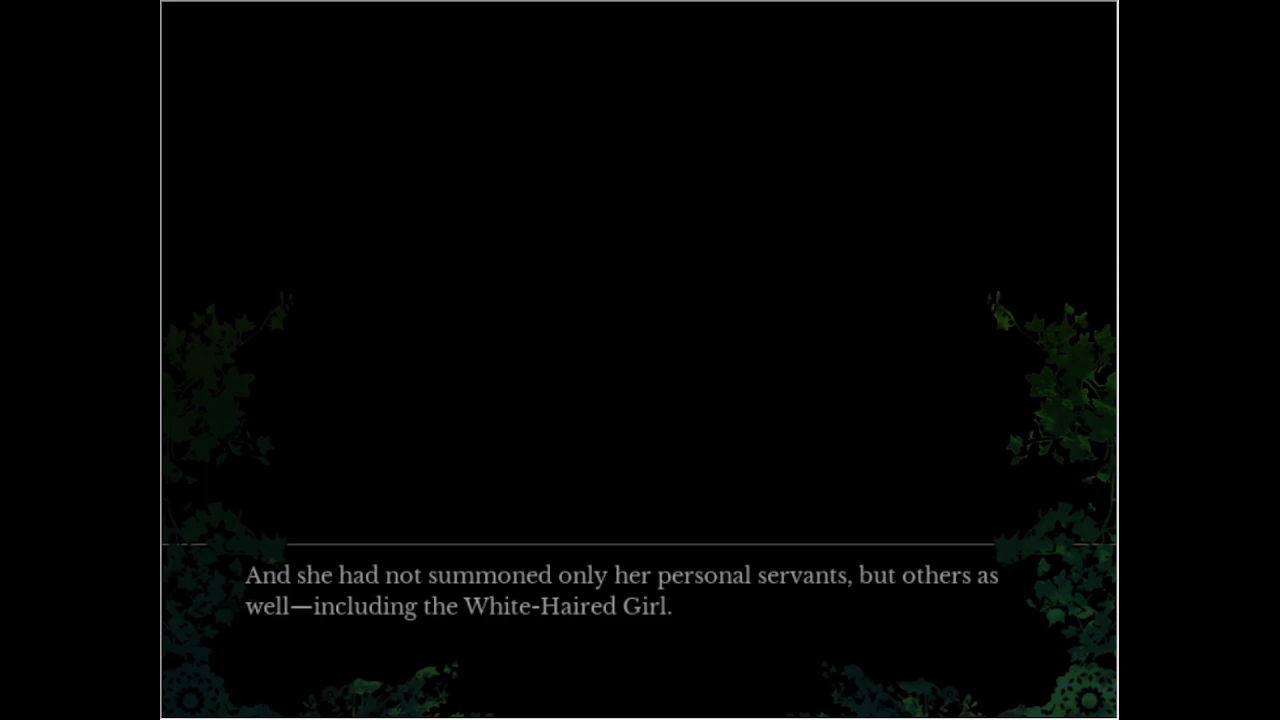 And she had not summoned only her personal servants, but others as
well—including the White-Haired Girl.